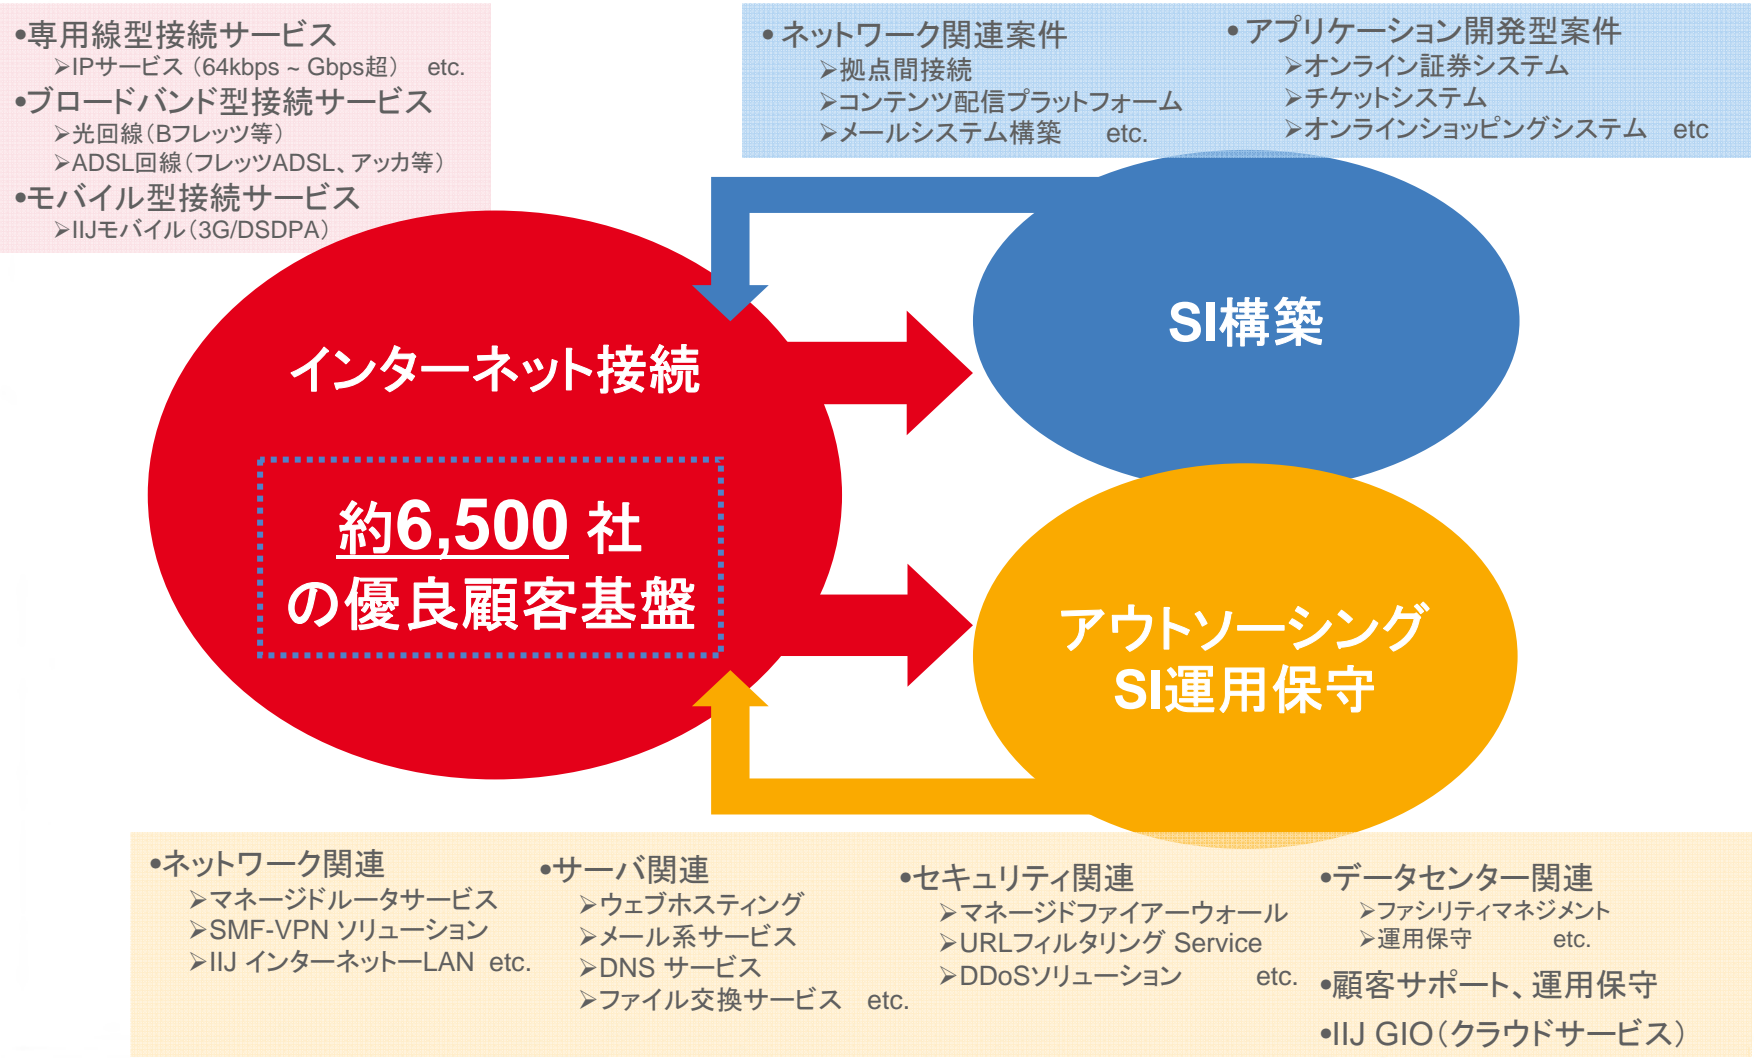 •専用線型接続サービス
➢IPサービス（64kbps ~ Gbps超） etc.
•ブロードバンド型接続サービス
➢光回線（Bフレッツ等）
➢ADSL回線（フレッツADSL、アッカ等）
•モバイル型接続サービス
➢IIJモバイル（3G/DSDPA）
•ネットワーク関連案件
➢拠点間接続
➢コンテンツ配信プラットフォーム
➢メールシステム構築 etc.
•アプリケーション開発型案件
➢オンライン証券システム
➢チケットシステム
➢オンラインショッピングシステム etc
インターネット接続
約6,500 社
の優良顧客基盤
SI構築
アウトソーシング
SI運用保守
•ネットワーク関連
➢マネージドルータサービス
➢SMF-VPN ソリューション
➢IIJ インターネットーLAN etc.
•サーバ関連
➢ウェブホスティング
➢メール系サービス
➢DNS サービス
➢ファイル交換サービス etc.
•セキュリティ関連
➢マネージドファイアーウォール
➢URLフィルタリング Service
➢DDoSソリューション etc.
•データセンター関連
➢ファシリティマネジメント
➢運用保守 etc.
•顧客サポート、運用保守
•IIJ GIO（クラウドサービス）